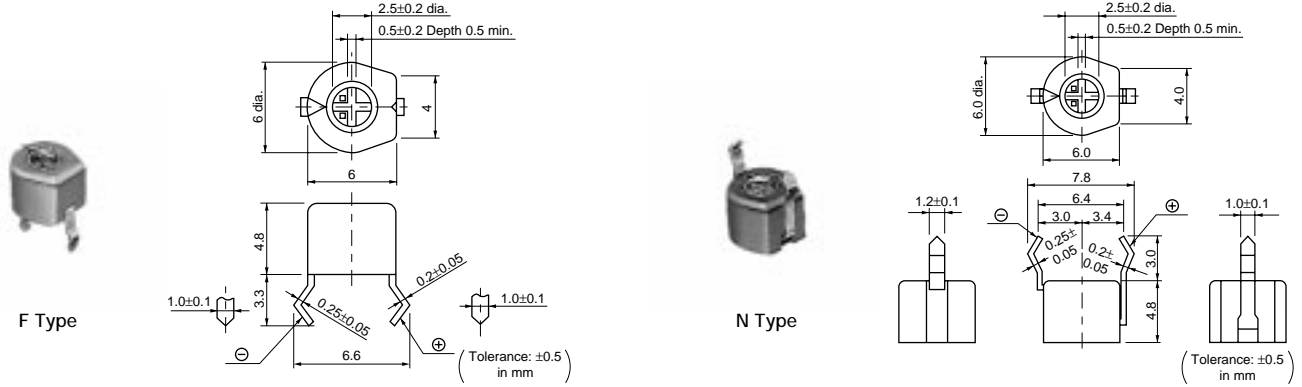 2.5±0.2 dia.
0.5±0.2 Depth 0.5 min.
6 dia.
4
6
4.8
3.3
1.0±0.1
0.25±0.05
0.2±0.05
1.0±0.1
⊖
⊕
6.6
(Tolerance: ±0.5
in mm)
F Type
2.5±0.2 dia.
0.5±0.2 Depth 0.5 min.
6.0 dia.
4.0
6.0
7.8
6.4
3.0
3.4
1.2±0.1
⊖
⊕
1.0±0.1
0.25±
0.05
0.2±
0.05
3.0
4.8
(Tolerance: ±0.5
in mm)
N Type